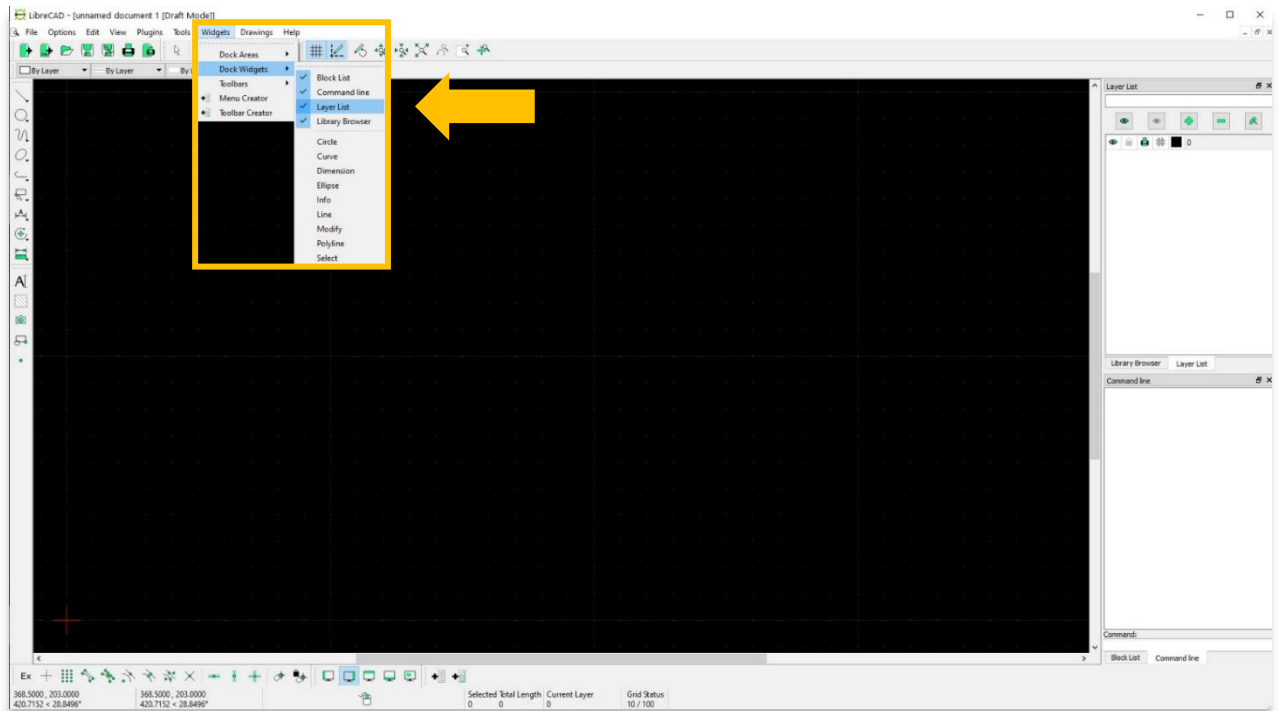 LibreCAD - [unnamed document 1 [Draft Mode]]
File Options Edit View Plugins Tools Widgets Drawings Help
By Layer By Layer
Dock Areas
Dock Widgets
Toolbars
Menu Creator
Toolbar Creator
Block List
Command line
Layer List
Library Browser
Circle
Curve
Dimension
Ellipse
Info
Line
Modify
Polyline
Select
Layer List
0
Library Browser Layer List
Command line
Command:
Block List Command line
Ex
368.5000 , 203.0000 368.5000 , 203.0000 Selected Total Length Current Layer Grid Status
420.7152 < 28.8496° 420.7152 < 28.8496° 0 0 0 10 / 100